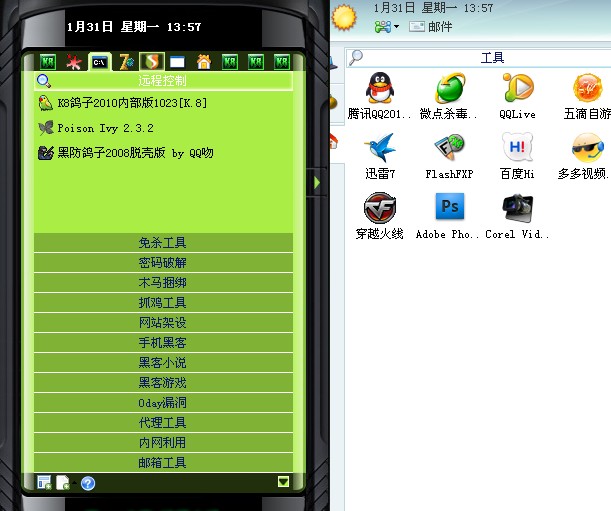 1月31日 星期一 13:57
远程控制
K8鸽子2010内部版1023[K.8]
Poison Ivy 2.3.2
黑防鸽子2008脱壳版 by QQ吻
免杀工具
密码破解
木马捆绑
抓鸡工具
网站架设
手机黑客
黑客小说
黑客游戏
0day漏洞
代理工具
内网利用
邮箱工具
1月31日 星期一 13:57
邮件
工具
腾讯QQ201..
微点杀毒..
QQLive
五滴自游
迅雷7
FlashFXP
百度Hi
多多视频.
穿越火线
Adobe Pho..
Corel Vid..